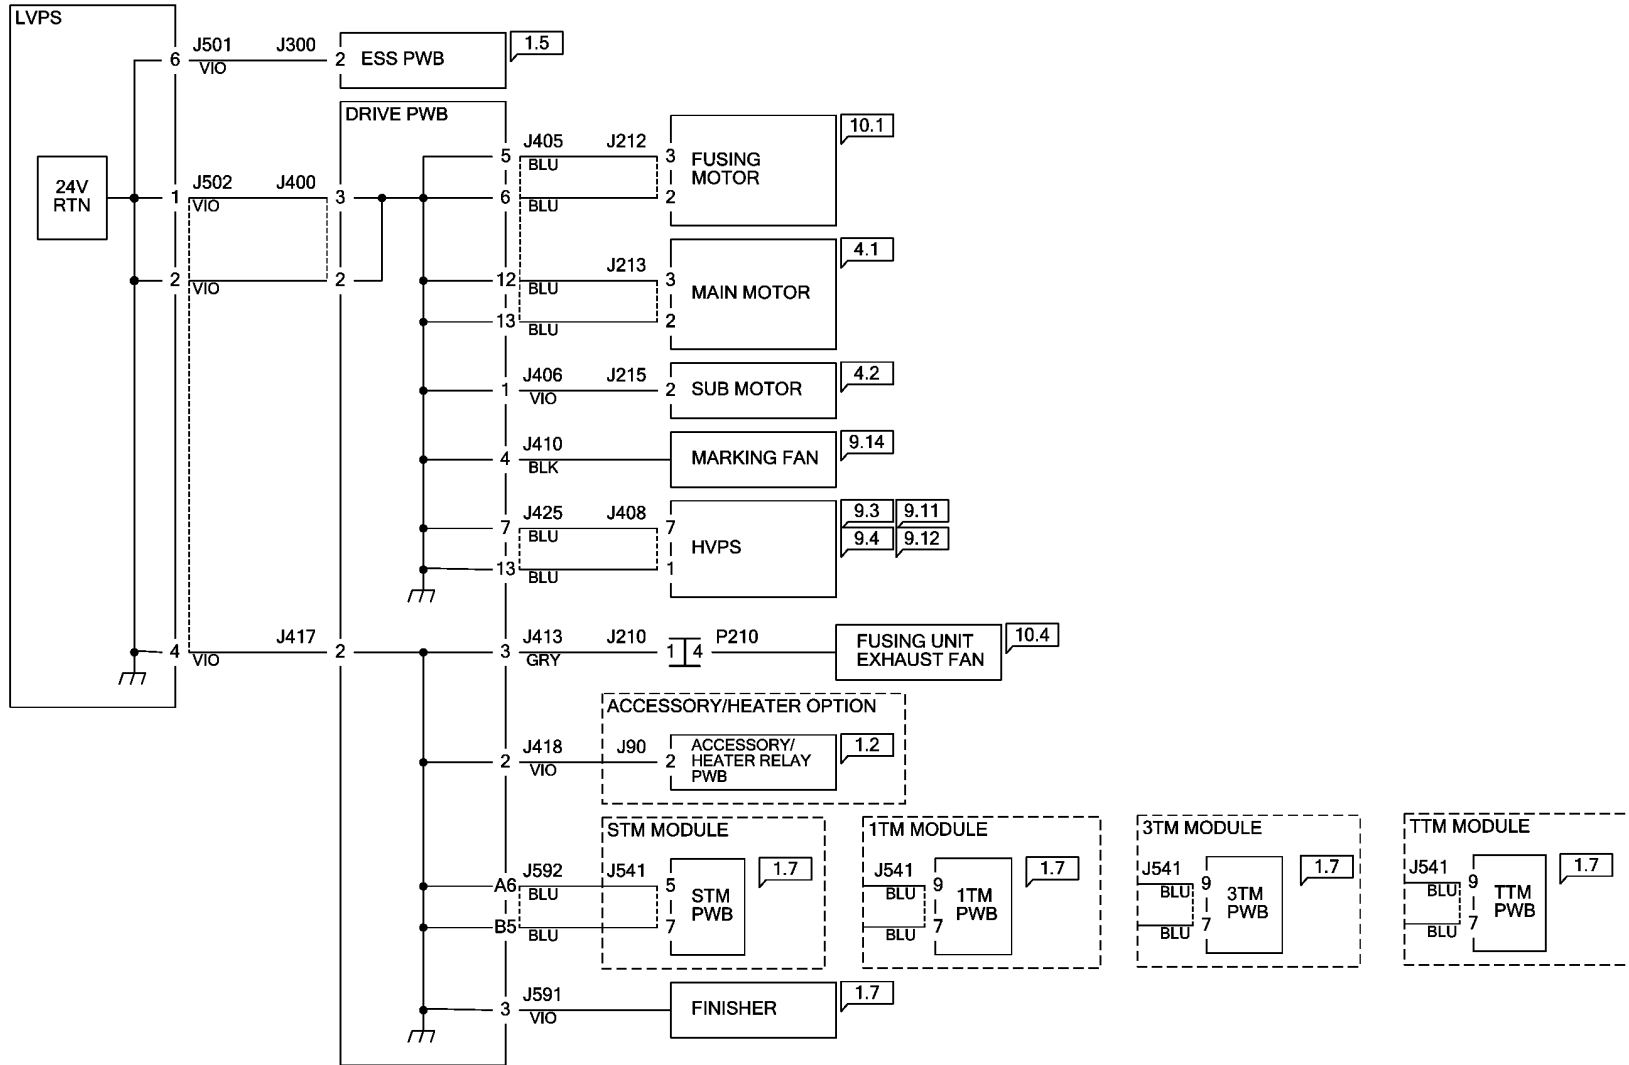 LVPS
6 J501 J300 2 ESS PWB 1.5
VIO
DRIVE PWB
24V
RTN
1 J502 J400 3
VIO
2 2
VIO
5 J405 J212 3 FUSING
MOTOR 10.1
BLU
6 2
BLU
12 J213 3 MAIN MOTOR 4.1
BLU
13 2
BLU
1 J406 J215 2 SUB MOTOR 4.2
VIO
4 J410 MARKING FAN 9.14
BLK
7 J425 J408 7 HVPS 9.3 9.11
BLU 9.4 9.12
13 1
BLU
4 J417 2
VIO
3 J413 J210 1 4 P210 FUSING UNIT
EXHAUST FAN 10.4
GRY
ACCESSORY/HEATER OPTION
2 J418 J90 2 ACCESSORY/
HEATER RELAY
PWB 1.2
VIO
STM MODULE
A6 J592 J541 5 STM
PWB 1.7
BLU
B5 7
BLU
1TM MODULE
J541 9 1TM
PWB 1.7
BLU
7
BLU
3TM MODULE
J541 9 3TM
PWB 1.7
BLU
7
BLU
TTM MODULE
J541 9 TTM
PWB 1.7
BLU
7
BLU
3 J591 FINISHER 1.7
VIO